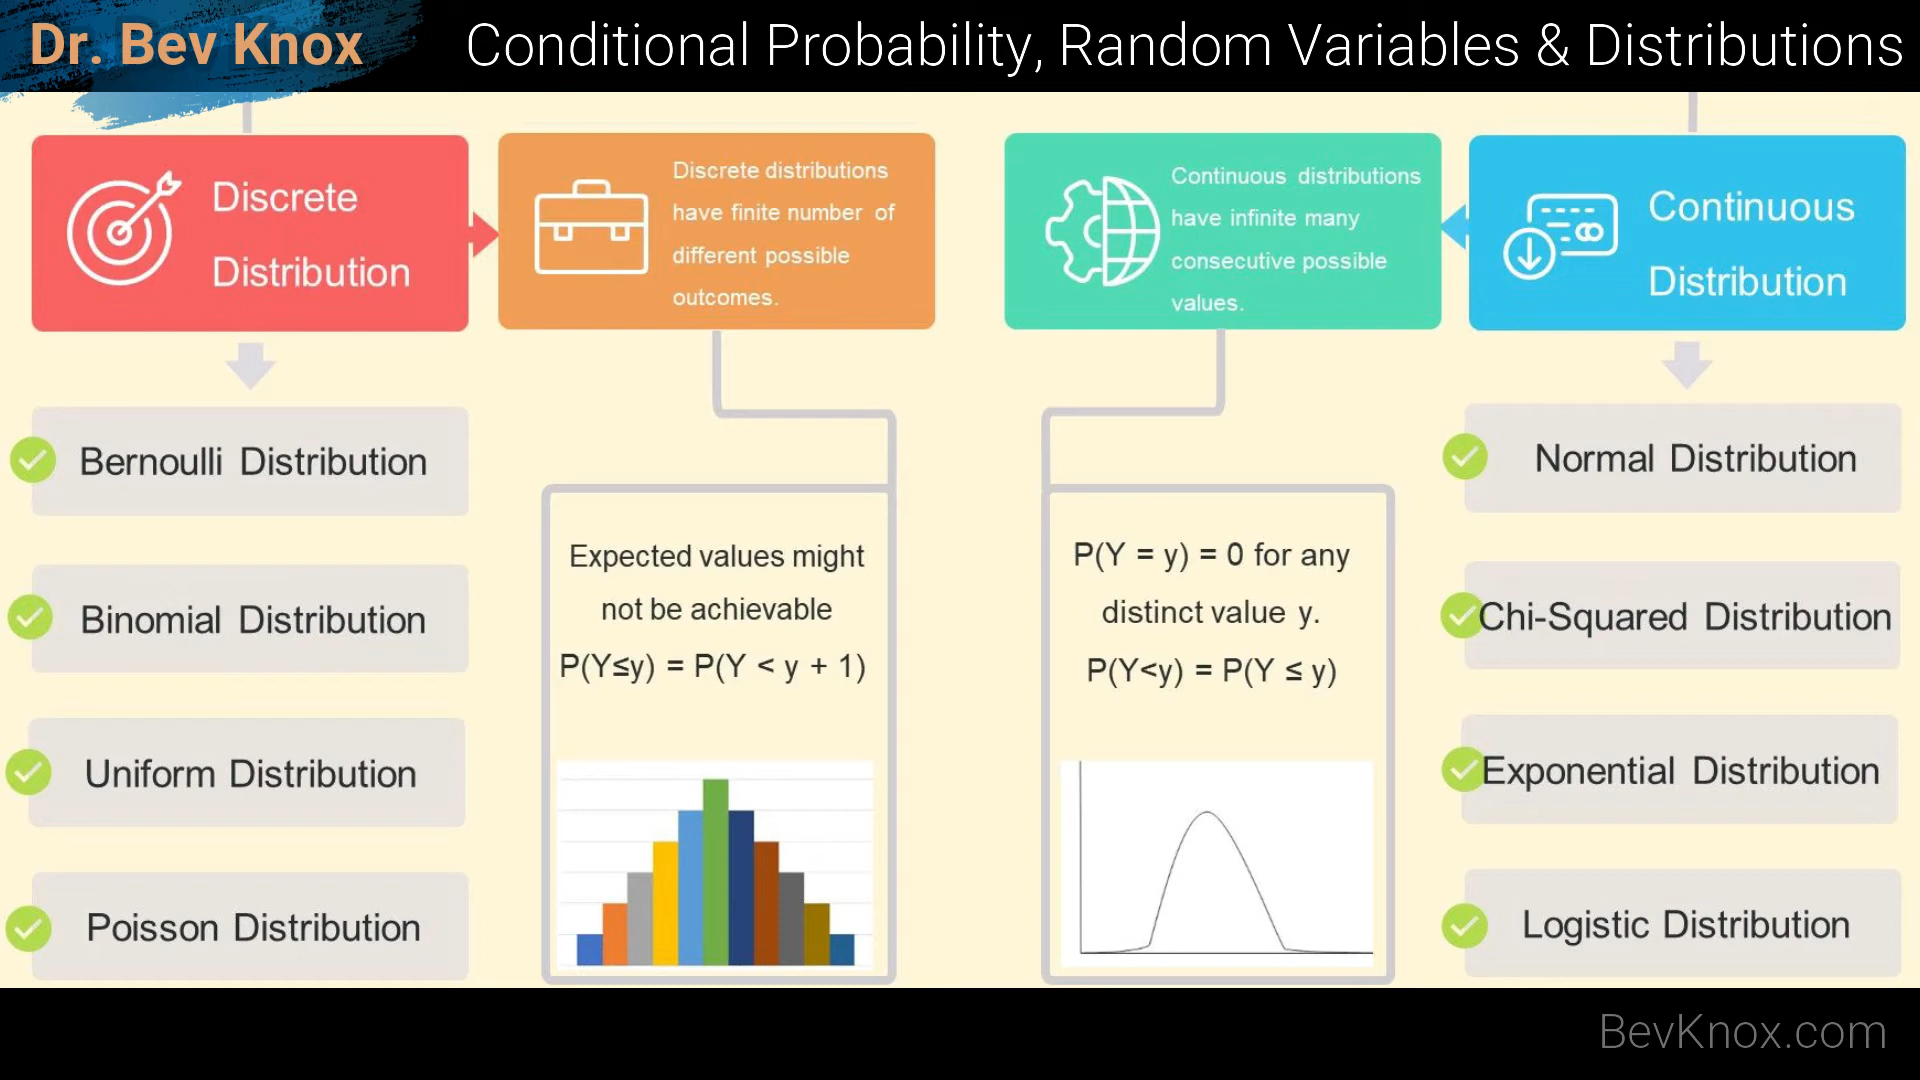 Dr. Bev Knox
Conditional Probability, Random Variables & Distributions
Discrete
Distribution
Discrete distributions
have finite number of
different possible
outcomes.
Continuous distributions
have infinite many
consecutive possible
values.
Continuous
Distribution
Bernoulli Distribution
Binomial Distribution
Uniform Distribution
Poisson Distribution
Expected values might
not be achievable
P(Y≤y) = P(Y < y + 1)
P(Y = y) = 0 for any
distinct value y.
P(Y<y) = P(Y ≤ y)
Normal Distribution
Chi-Squared Distribution
Exponential Distribution
Logistic Distribution
BevKnox.com